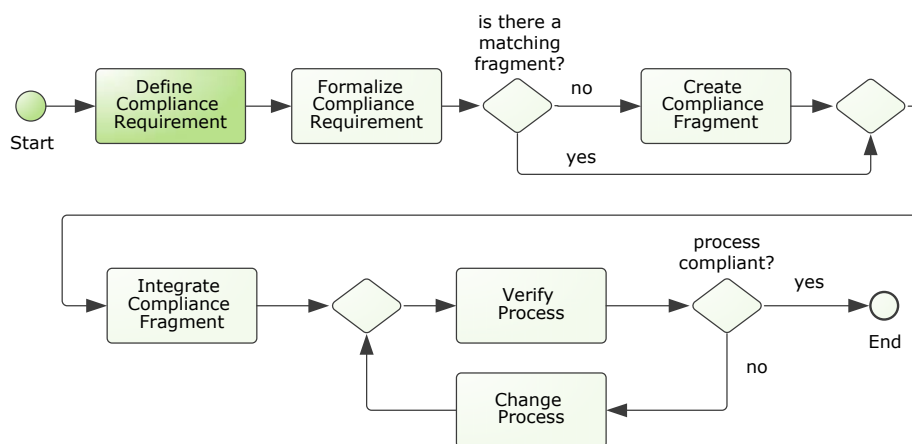 is there a
matching
fragment?
Start
Define
Compliance
Requirement
Formalize
Compliance
Requirement
no
yes
Create
Compliance
Fragment
Integrate
Compliance
Fragment
Verify
Process
process
compliant?
yes
no
End
Change
Process